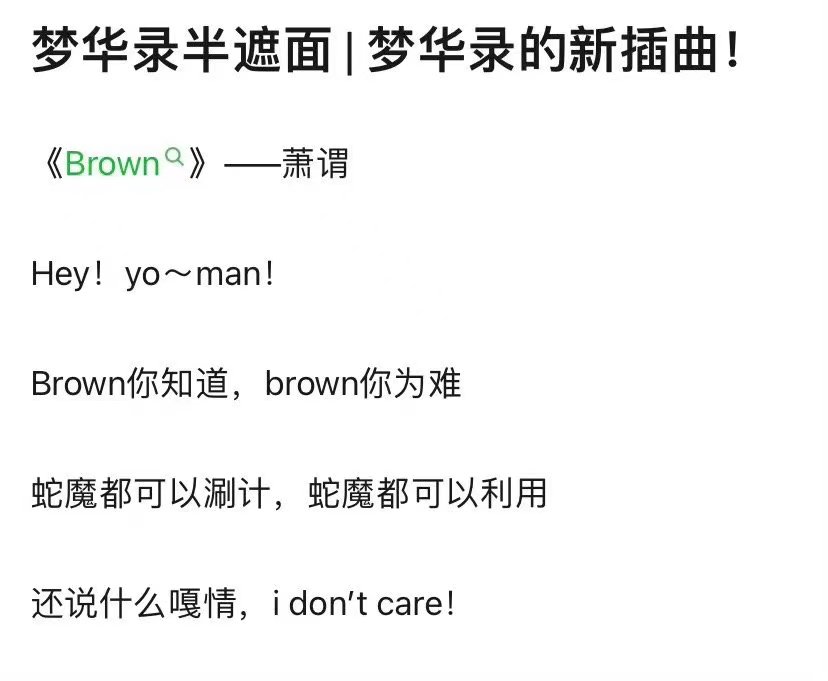 梦华录半遮面 | 梦华录的新插曲！
《Brown》——萧谓
Hey！yo～man！
Brown你知道，brown你为难
蛇魔都可以涮计，蛇魔都可以利用
还说什么嘎情，i don't care！